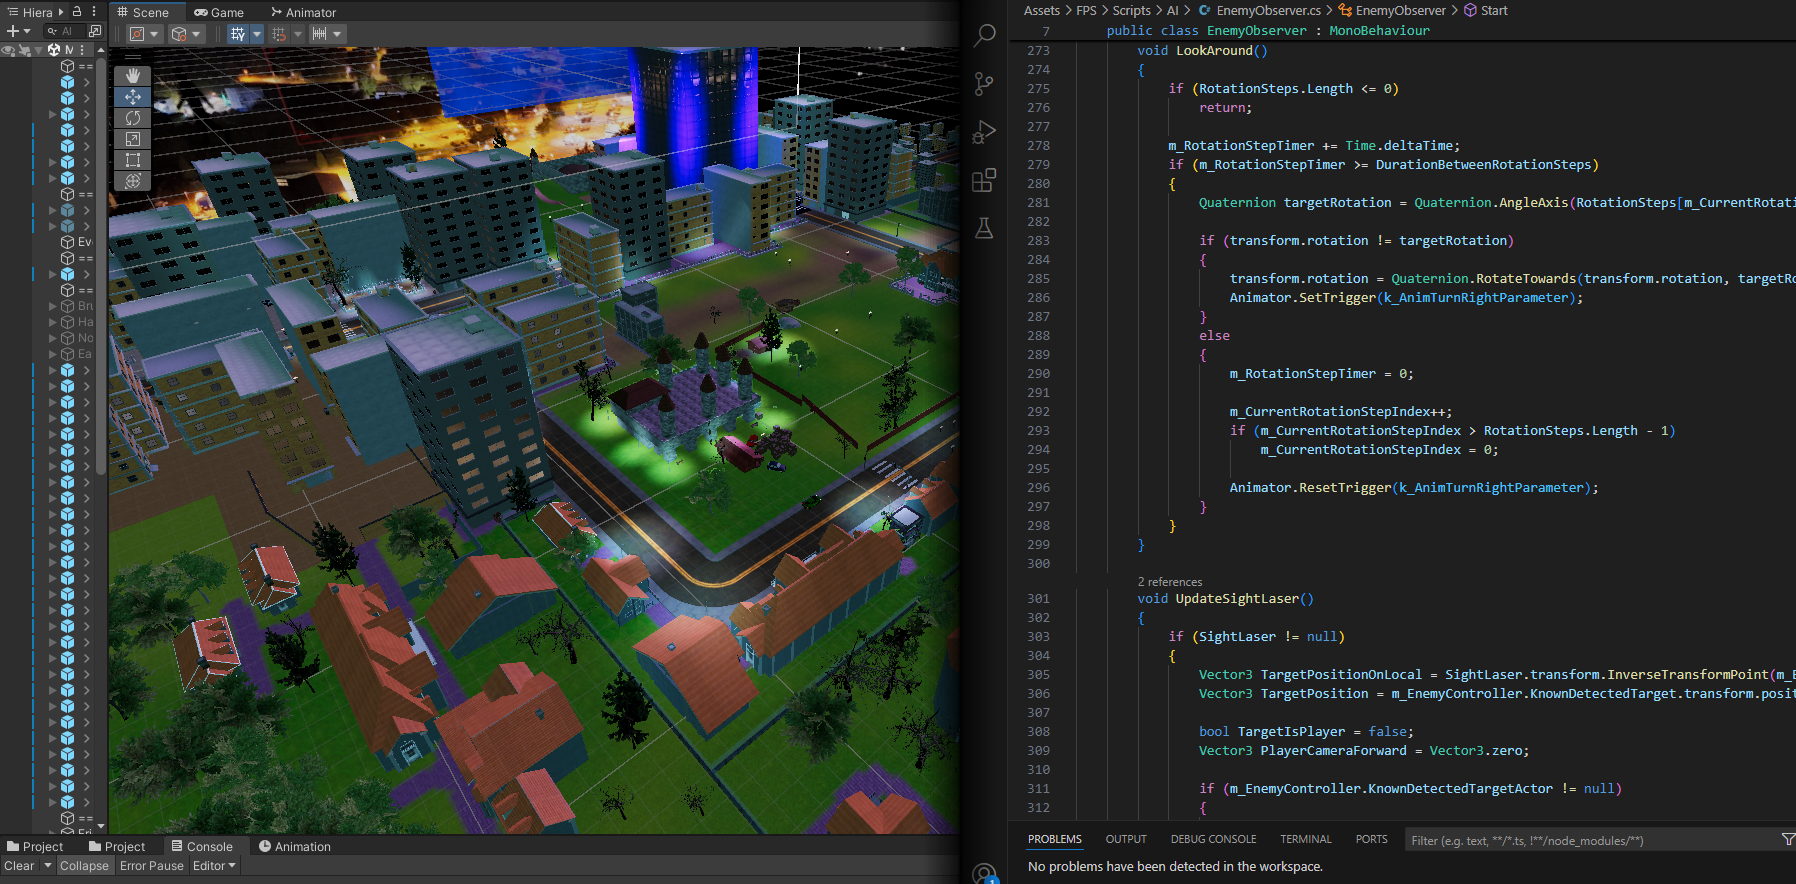 Hiera
Scene
Game
Animator
AI
M
==
==
Eve
==
==
Bru
Ha
No
Ea
==
Project
Project
Console
Animation
Clear
Collapse
Error Pause
Editor
Assets > FPS > Scripts > AI > EnemyObserver.cs > EnemyObserver > Start
7 public class EnemyObserver : MonoBehaviour
273 void LookAround()
274 {
275 if (RotationSteps.Length <= 0)
276 return;
277
278 m_RotationStepTimer += Time.deltaTime;
279 if (m_RotationStepTimer >= DurationBetweenRotationSteps)
280 {
281 Quaternion targetRotation = Quaternion.AngleAxis(RotationSteps[m_CurrentRotati
282
283 if (transform.rotation != targetRotation)
284 {
285 transform.rotation = Quaternion.RotateTowards(transform.rotation, targetRo
286 Animator.SetTrigger(k_AnimTurnRightParameter);
287 }
288 else
289 {
290 m_RotationStepTimer = 0;
291
292 m_CurrentRotationStepIndex++;
293 if (m_CurrentRotationStepIndex > RotationSteps.Length - 1)
294 m_CurrentRotationStepIndex = 0;
295
296 Animator.ResetTrigger(k_AnimTurnRightParameter);
297 }
298 }
299 }
300
2 references
301 void UpdateSightLaser()
302 {
303 if (SightLaser != null)
304 {
305 Vector3 TargetPositionOnLocal = SightLaser.transform.InverseTransformPoint(m_E
306 Vector3 TargetPosition = m_EnemyController.KnownDetectedTarget.transform.posit
307
308 bool TargetIsPlayer = false;
309 Vector3 PlayerCameraForward = Vector3.zero;
310
311 if (m_EnemyController.KnownDetectedTargetActor != null)
312 {
PROBLEMS OUTPUT DEBUG CONSOLE TERMINAL PORTS Filter (e.g. text, **/*.ts, !**/node_modules/**)
No problems have been detected in the workspace.
1